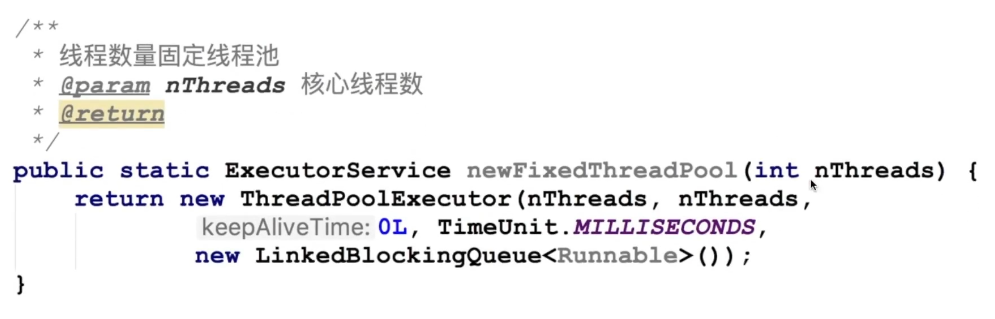 /**
 * 线程数量固定线程池
 * @param nThreads 核心线程数
 * @return
 */
public static ExecutorService newFixedThreadPool(int nThreads) {
    return new ThreadPoolExecutor(nThreads, nThreads,
            keepAliveTime: 0L, TimeUnit.MILLISECONDS,
            new LinkedBlockingQueue<Runnable>());
}